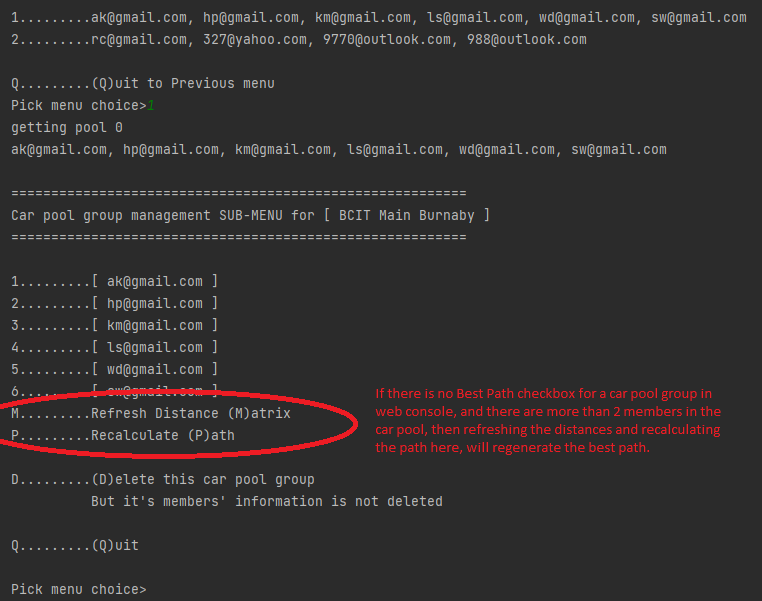 1.........ak@gmail.com, hp@gmail.com, km@gmail.com, ls@gmail.com, wd@gmail.com, sw@gmail.com
2.........rc@gmail.com, 327@yahoo.com, 9770@outlook.com, 988@outlook.com
Q.........(Q)uit to Previous menu
Pick menu choice>1
getting pool 0
ak@gmail.com, hp@gmail.com, km@gmail.com, ls@gmail.com, wd@gmail.com, sw@gmail.com
=========================================================
Car pool group management SUB-MENU for [ BCIT Main Burnaby ]
=========================================================
1.........[ ak@gmail.com ]
2.........[ hp@gmail.com ]
3.........[ km@gmail.com ]
4.........[ ls@gmail.com ]
5.........[ wd@gmail.com ]
6.........[ sw@gmail.com ]
M.........Refresh Distance (M)atrix
P.........Recalculate (P)ath
If there is no Best Path checkbox for a car pool group in
web console, and there are more than 2 members in the
car pool, then refreshing the distances and recalculating
the path here, will regenerate the best path.
D.........(D)elete this car pool group
But it's members' information is not deleted
Q.........(Q)uit
Pick menu choice>